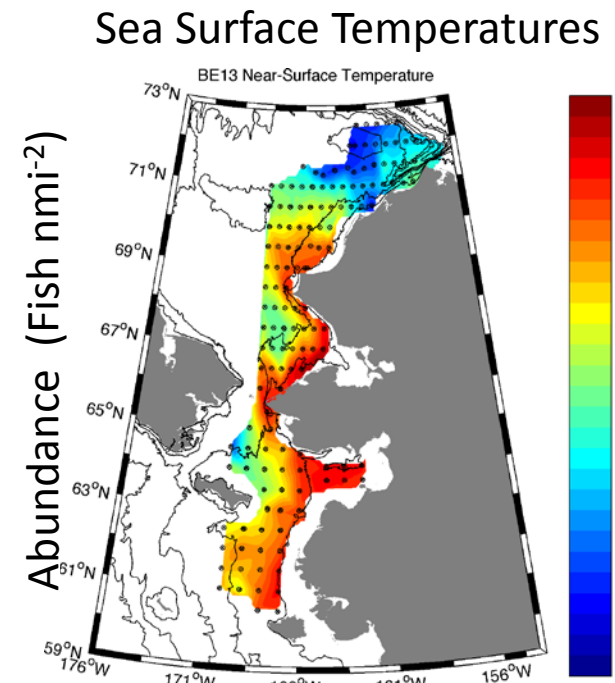 Sea Surface Temperatures
BE13 Near-Surface Temperature
Abundance (Fish nmi-2)
73°N
71°N
69°N
67°N
65°N
63°N
61°N
59°N
176°W
171°W
156°W